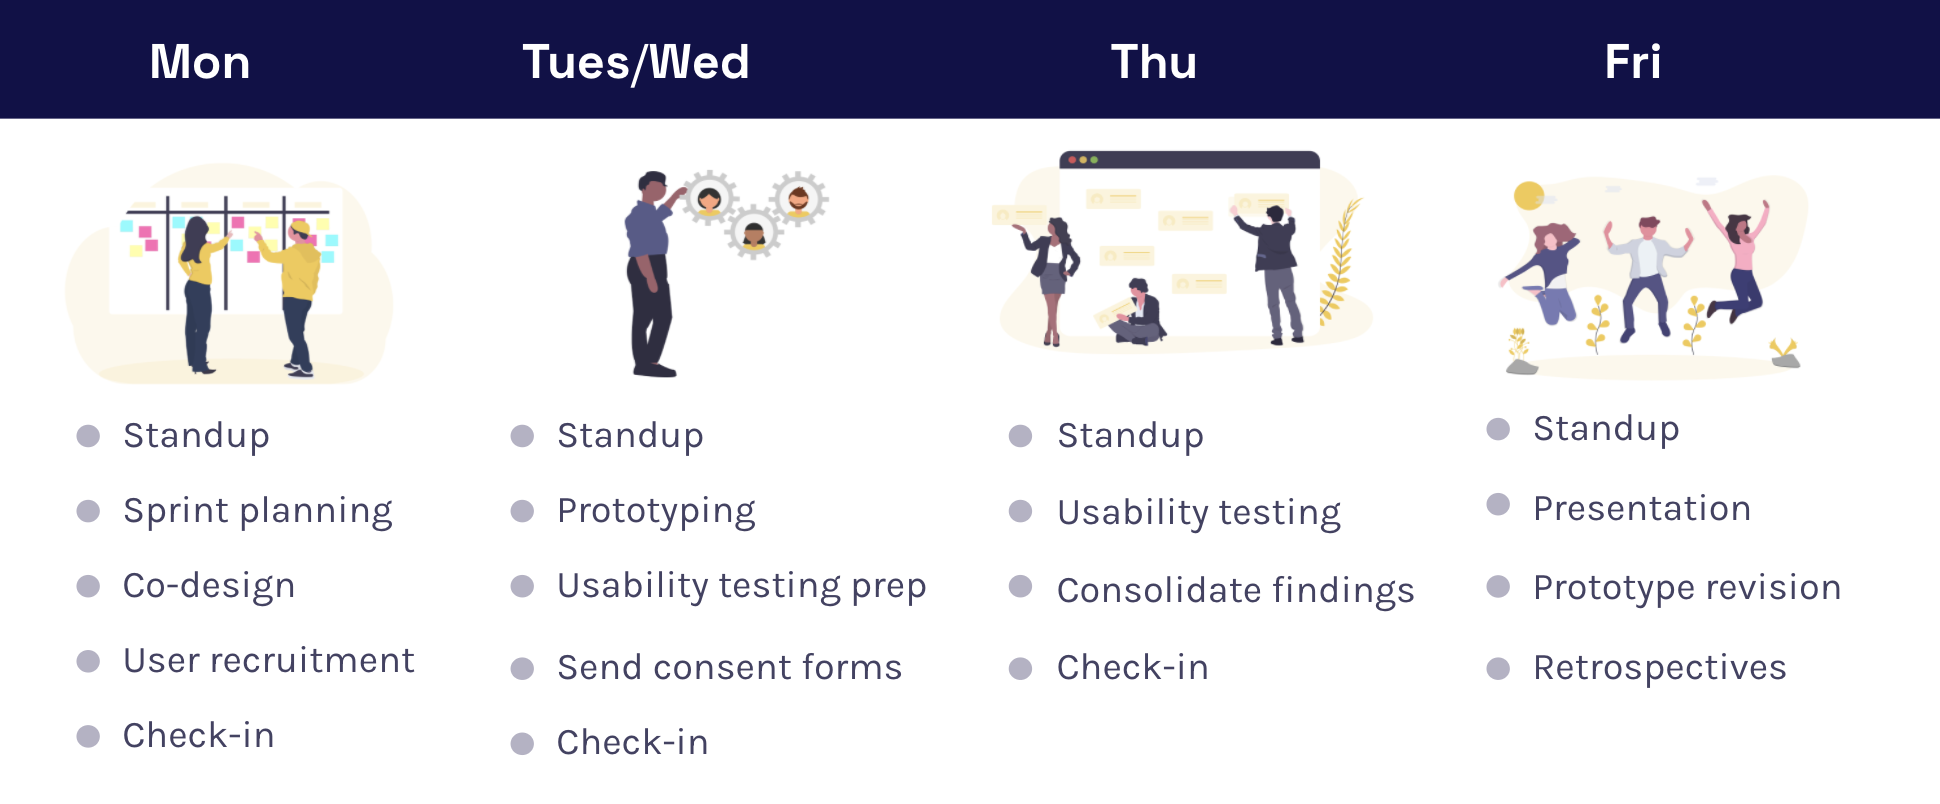 Mon
Standup
Sprint planning
Co-design
User recruitment
Check-in
Tues/Wed
Standup
Prototyping
Usability testing prep
Send consent forms
Check-in
Thu
Standup
Usability testing
Consolidate findings
Check-in
Fri
Standup
Presentation
Prototype revision
Retrospectives